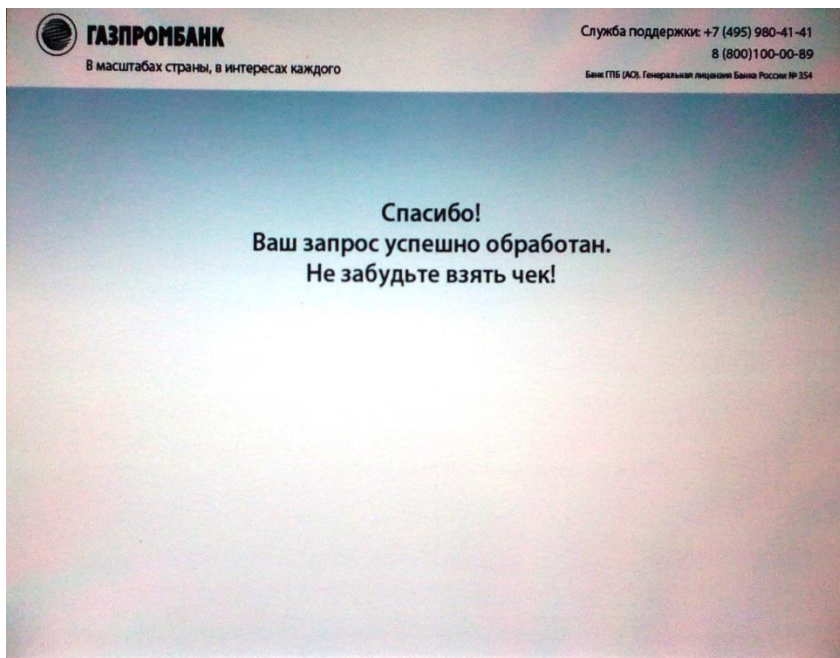 ГАЗПРОМБАНК
В масштабах страны, в интересах каждого
Служба поддержки: +7 (495) 980-41-41
8 (800)100-00-89
Банк ГПБ (АО). Генеральная лицензия Банка России № 354
Спасибо!
Ваш запрос успешно обработан.
Не забудьте взять чек!